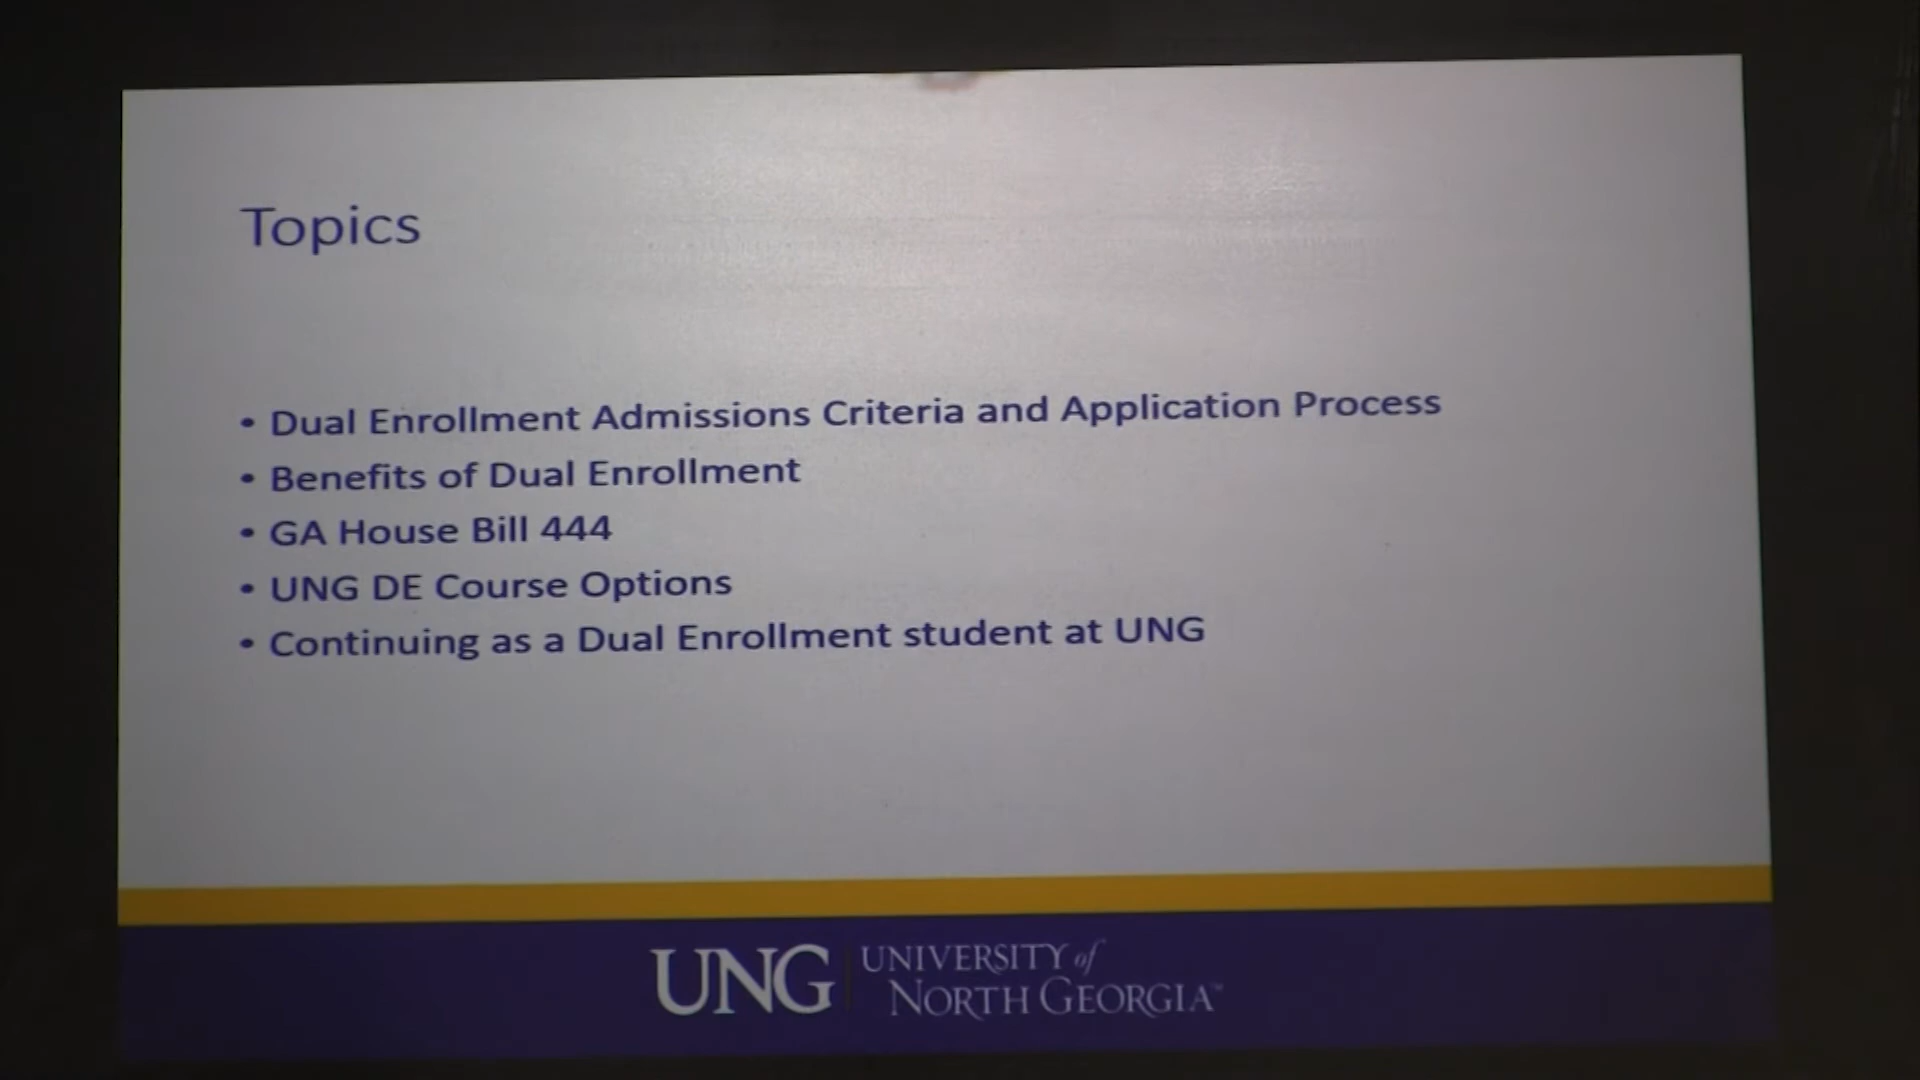 Topics
• Dual Enrollment Admissions Criteria and Application Process
• Benefits of Dual Enrollment
• GA House Bill 444
• UNG DE Course Options
• Continuing as a Dual Enrollment student at UNG
UNG UNIVERSITY of
NORTH GEORGIA™